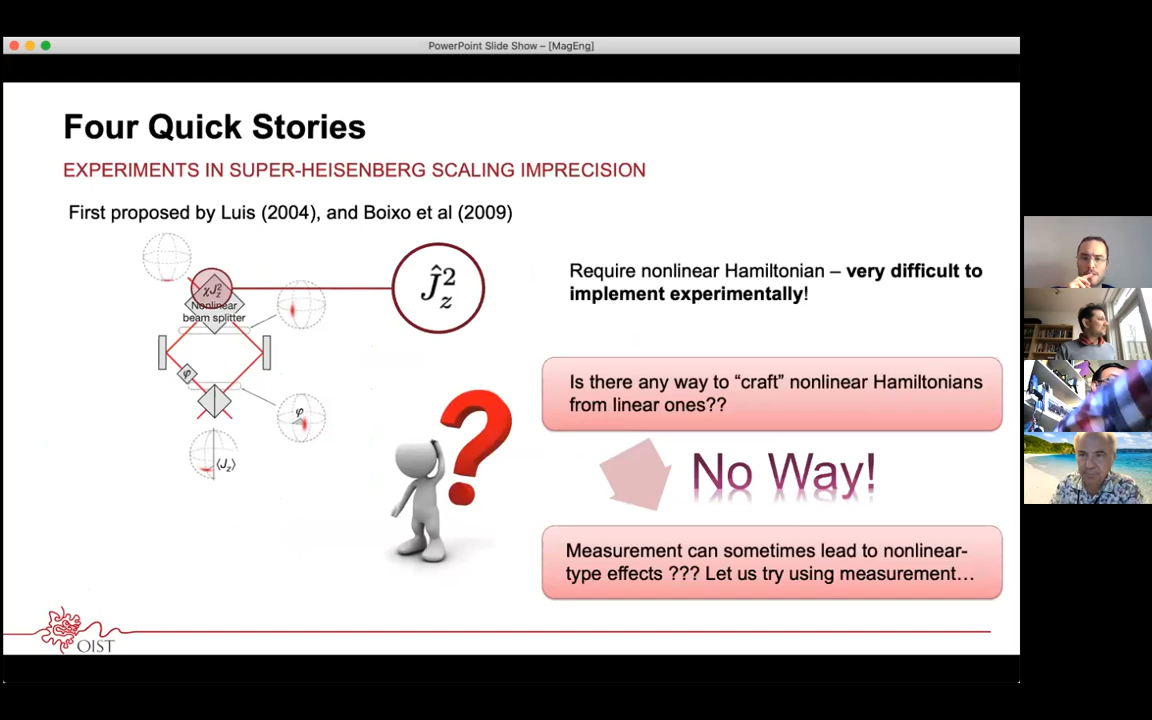 PowerPoint Slide Show – [MagEng]
Four Quick Stories
EXPERIMENTS IN SUPER-HEISENBERG SCALING IMPRECISION
First proposed by Luis (2004), and Boixo et al (2009)
χĴ²z
Nonlinear
beam splitter
Ĵ²z
φ
φ
⟨Ĵz⟩
Require nonlinear Hamiltonian – very difficult to
implement experimentally!
Is there any way to “craft” nonlinear Hamiltonians
from linear ones??
No Way!
Measurement can sometimes lead to nonlinear-
type effects ??? Let us try using measurement…
OIST